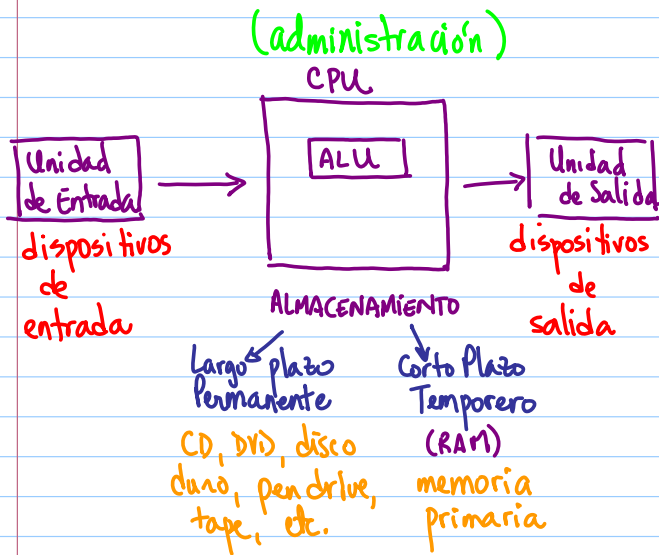 (administración)
CPU
ALU
Unidad
de Entrada
Unidad
de Salida
dispositivos
de
entrada
dispositivos
de
salida
ALMACENAMIENTO
Largo plazo
Permanente
Corto Plazo
Temporero
CD, DVD, disco
duro, pendrive,
tape, etc.
(RAM)
memoria
primaria